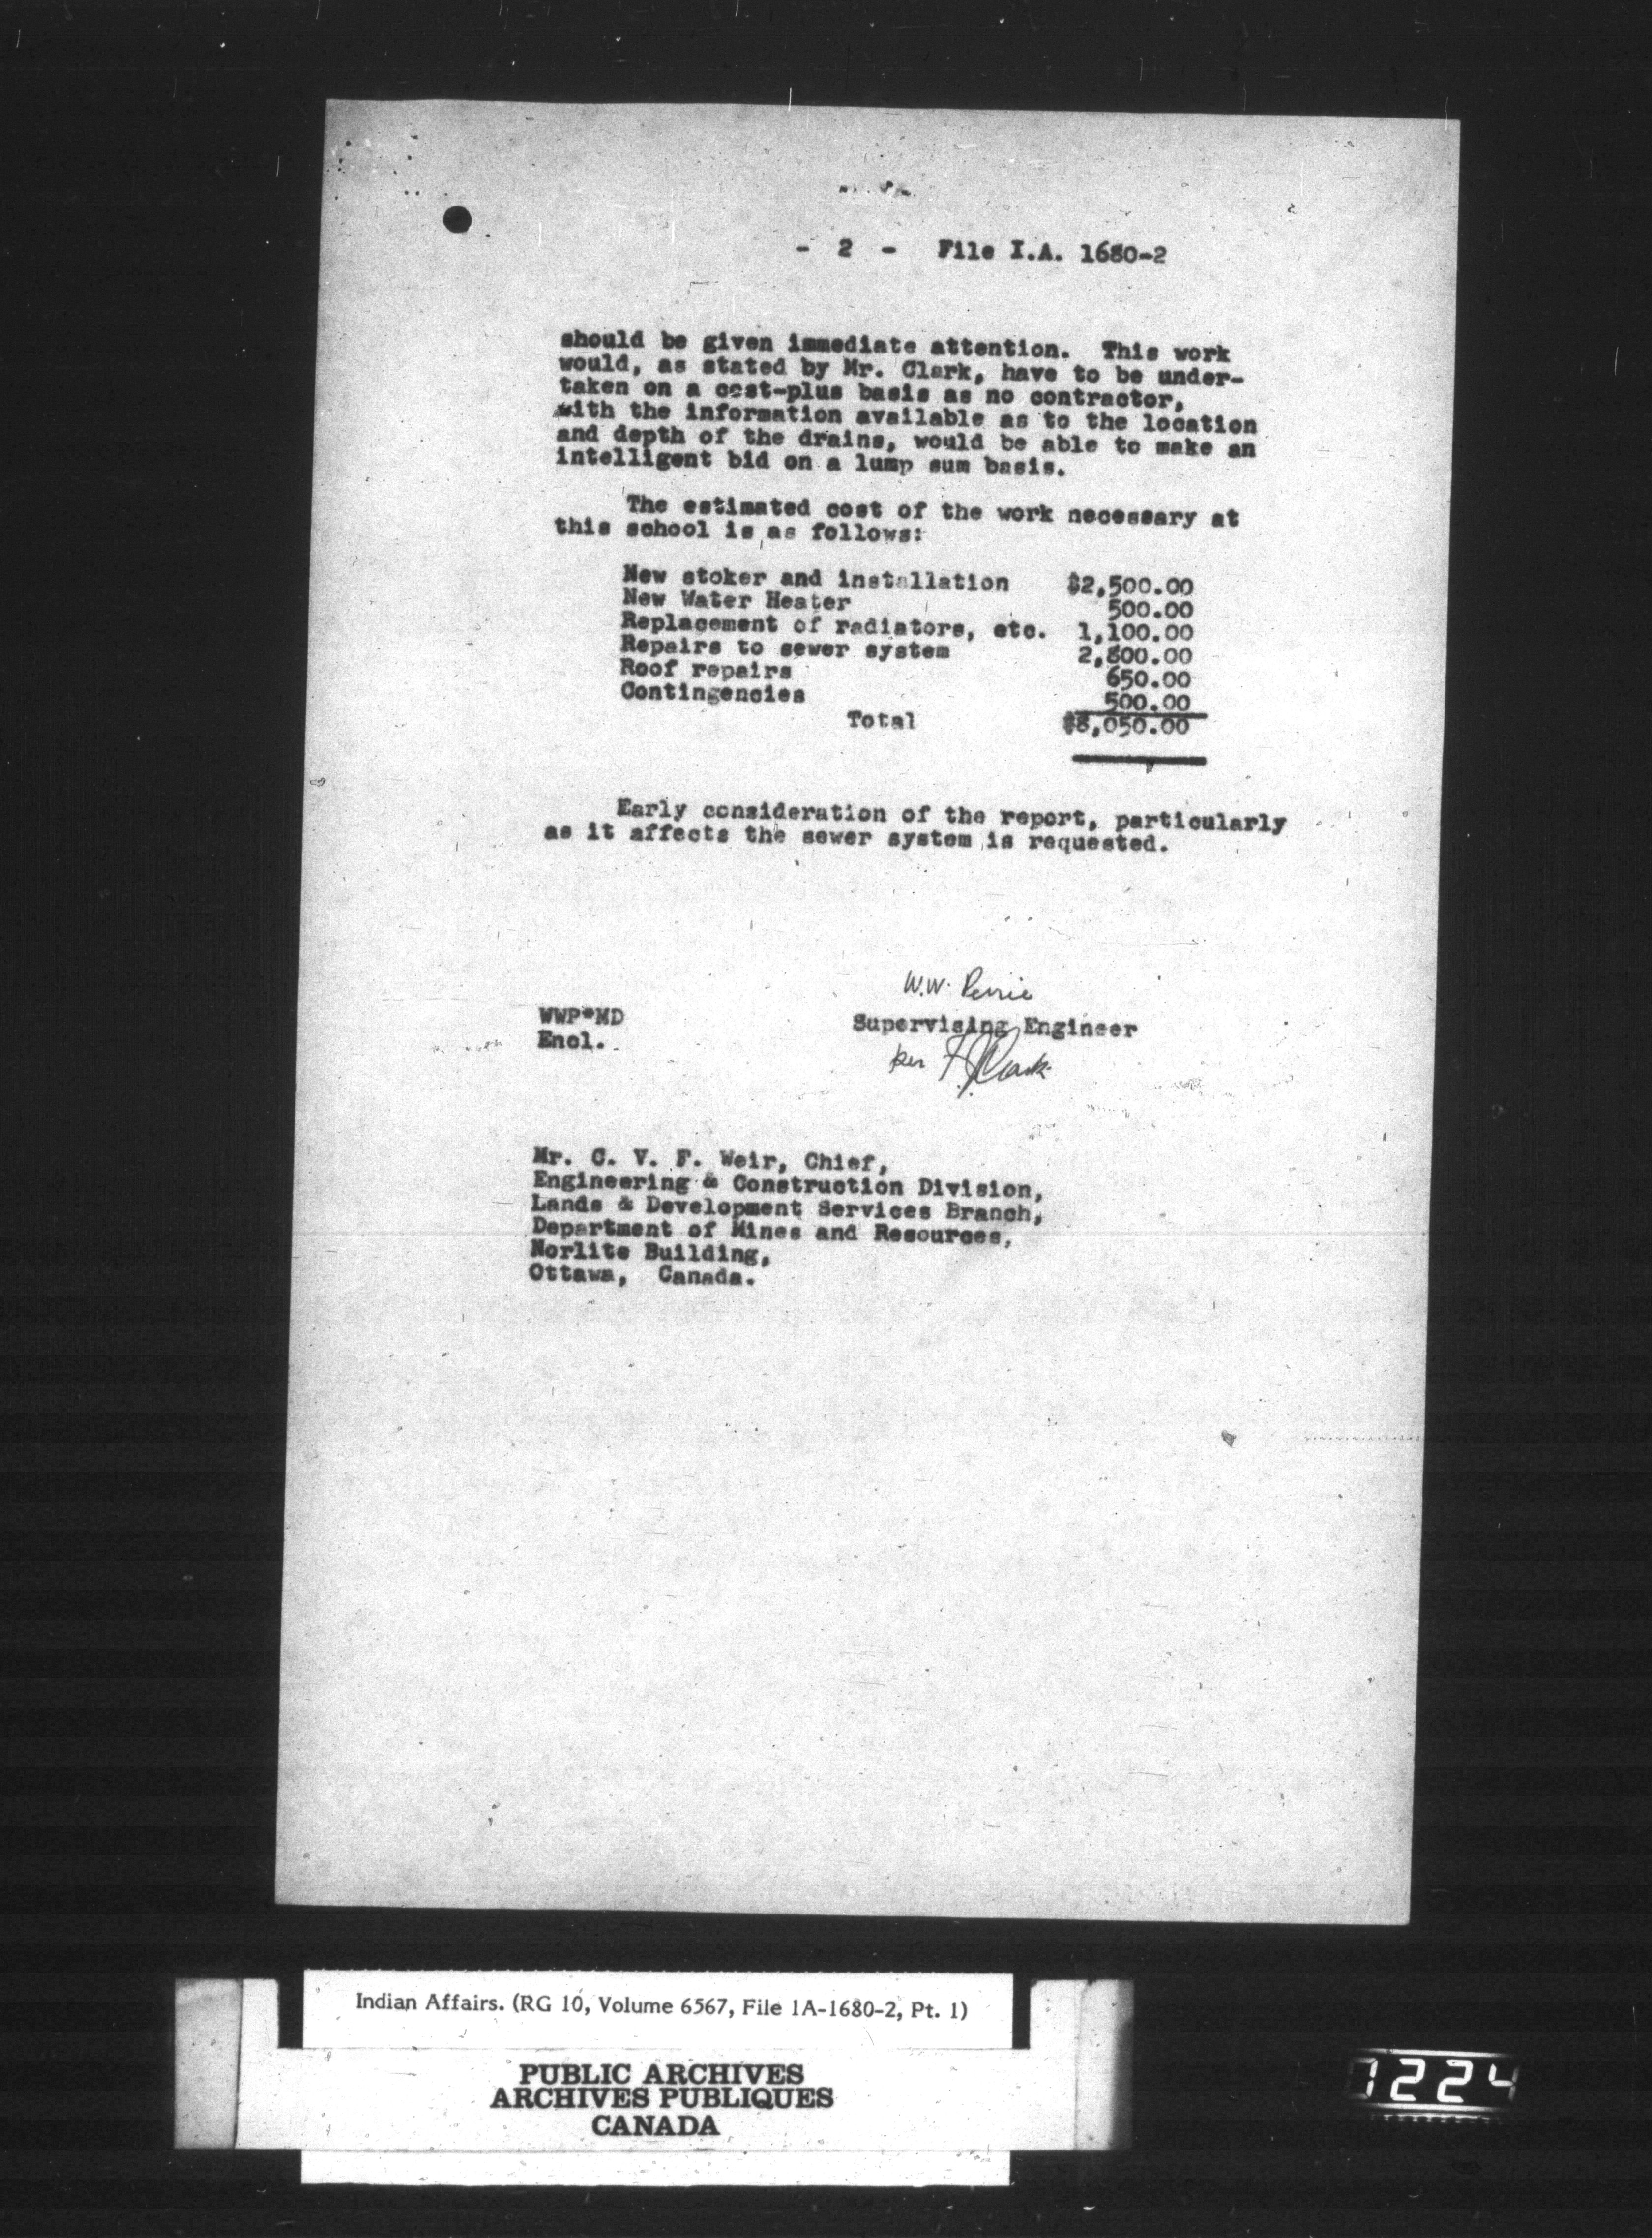 - 2 - File I.A. 1680-2
should be given immediate attention. This work
would, as stated by Mr. Clark, have to be under-
taken on a cost-plus basis as no contractor,
with the information available as to the location
and depth of the drains, would be able to make an
intelligent bid on a lump sum basis.
The estimated cost of the work necessary at
this school is as follows:
New stoker and installation $2,500.00
New Water Heater 500.00
Replacement of radiators, etc. 1,100.00
Repairs to sewer system 2,800.00
Roof repairs 650.00
Contingencies 500.00
Total $8,050.00
Early consideration of the report, particularly
as it affects the sewer system is requested.
W.W. Perrie
WWP*MD Supervising Engineer
Encl. per F. J. Clark
Mr. C. V. F. Weir, Chief,
Engineering & Construction Division,
Lands & Development Services Branch,
Department of Mines and Resources,
Norlite Building,
Ottawa, Canada.
Indian Affairs. (RG 10, Volume 6567, File 1A-1680-2, Pt. 1)
PUBLIC ARCHIVES
ARCHIVES PUBLIQUES
CANADA
1224